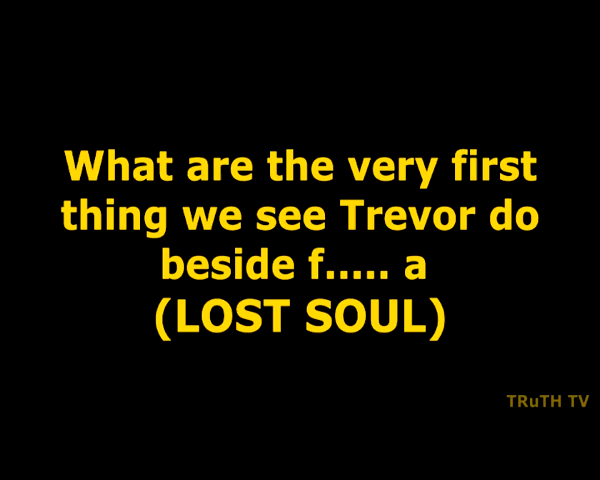 What are the very first
thing we see Trevor do
beside f..... a
(LOST SOUL)
TRuTH TV